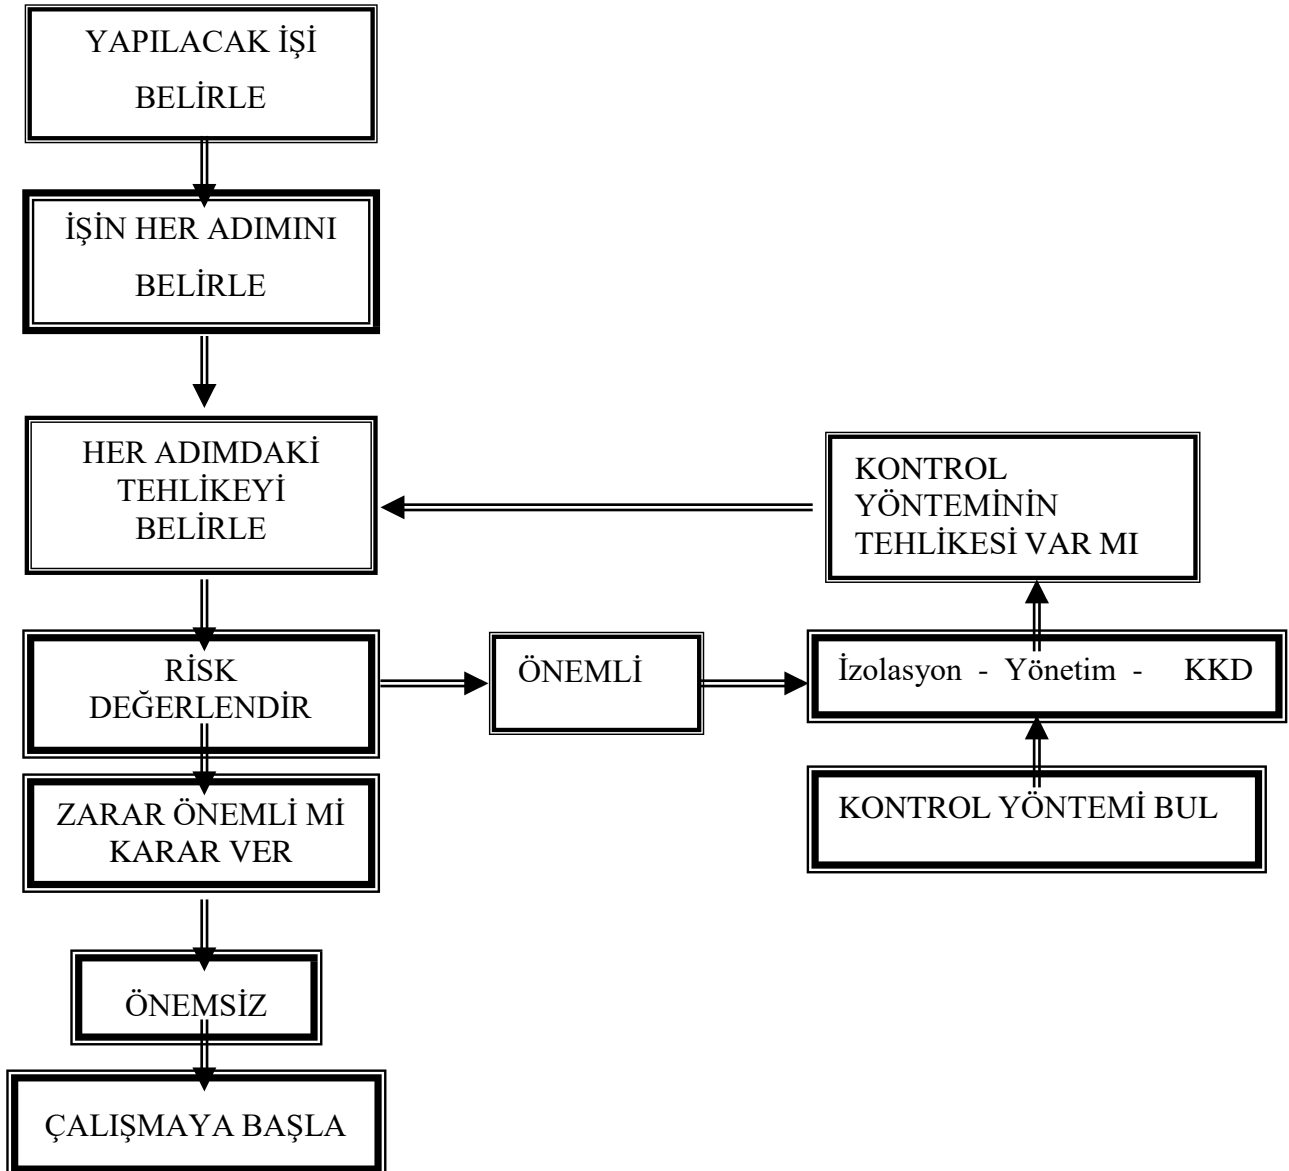 YAPILACAK İŞİ
BELİRLE
İŞİN HER ADIMINI
BELİRLE
HER ADIMDAKİ
TEHLİKEYİ
BELİRLE
KONTROL
YÖNTEMİNİN
TEHLİKESİ VAR MI
RİSK
DEĞERLENDİR
ÖNEMLİ
İzolasyon - Yönetim - KKD
ZARAR ÖNEMLİ Mİ
KARAR VER
KONTROL YÖNTEMİ BUL
ÖNEMSİZ
ÇALIŞMAYA BAŞLA